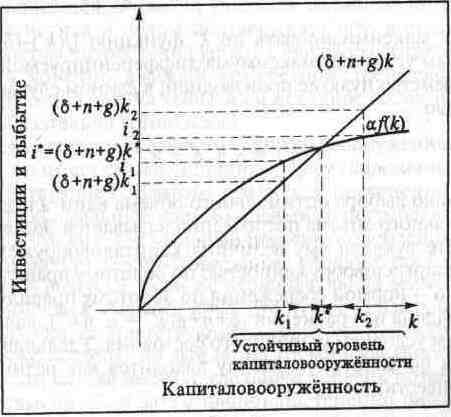 Инвестиции и выбытие
(δ+n+g)k
(δ+n+g)k₂
i₂
αf(k)
i*=(δ+n+g)k*
i₁
(δ+n+g)k₁
k₁ k* k₂ k
Устойчивый уровень
капиталовооружённости
Капиталовооружённость